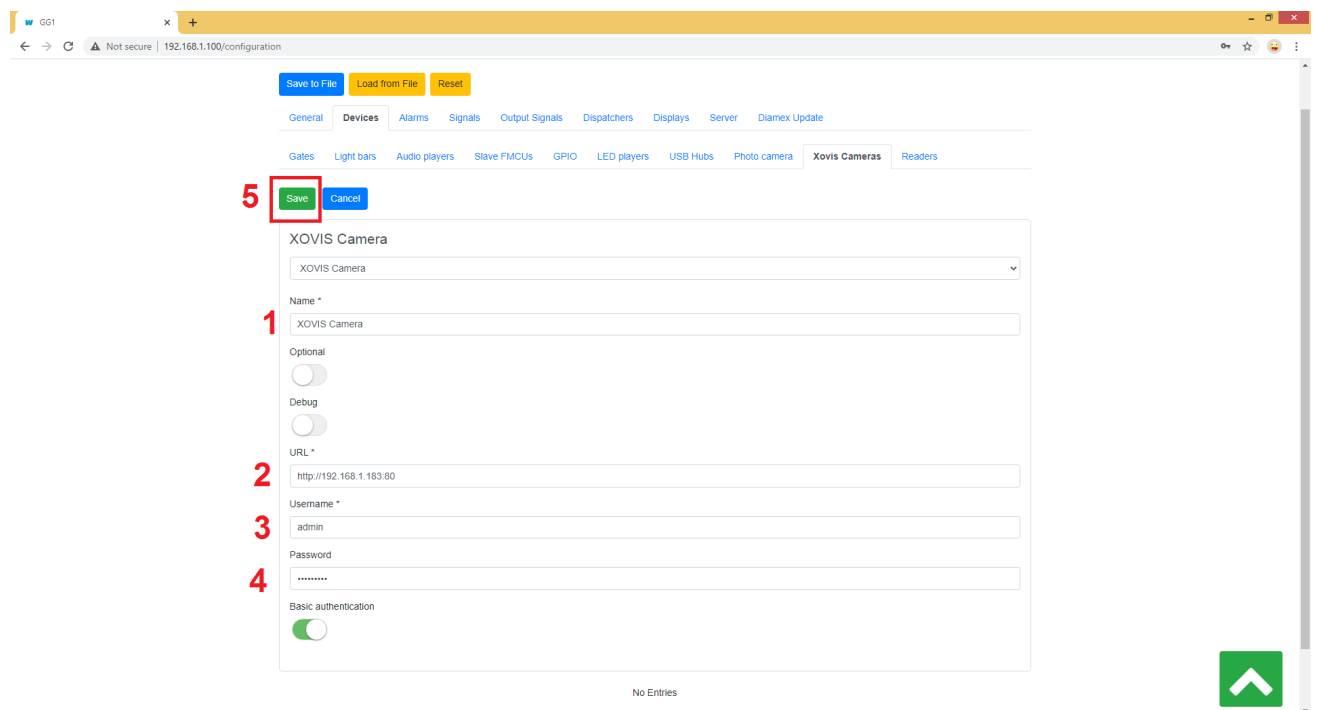 GG1
Not secure | 192.168.1.100/configuration
Save to File Load from File Reset
General Devices Alarms Signals Output Signals Dispatchers Displays Server Diamex Update
Gates Light bars Audio players Slave FMCUs GPIO LED players USB Hubs Photo camera Xovis Cameras Readers
5 Save Cancel
XOVIS Camera
XOVIS Camera
Name *
1 XOVIS Camera
Optional
Debug
URL *
2 http://192.168.1.183:80
Username *
3 admin
Password
4 •••••••••
Basic authentication
No Entries